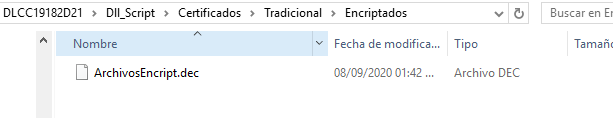 DLCC19182D21 > Dll_Script > Certificados > Tradicional > Encriptados
Buscar en En
Nombre Fecha de modifica... Tipo Tamaño
ArchivosEncript.dec 08/09/2020 01:42 ... Archivo DEC